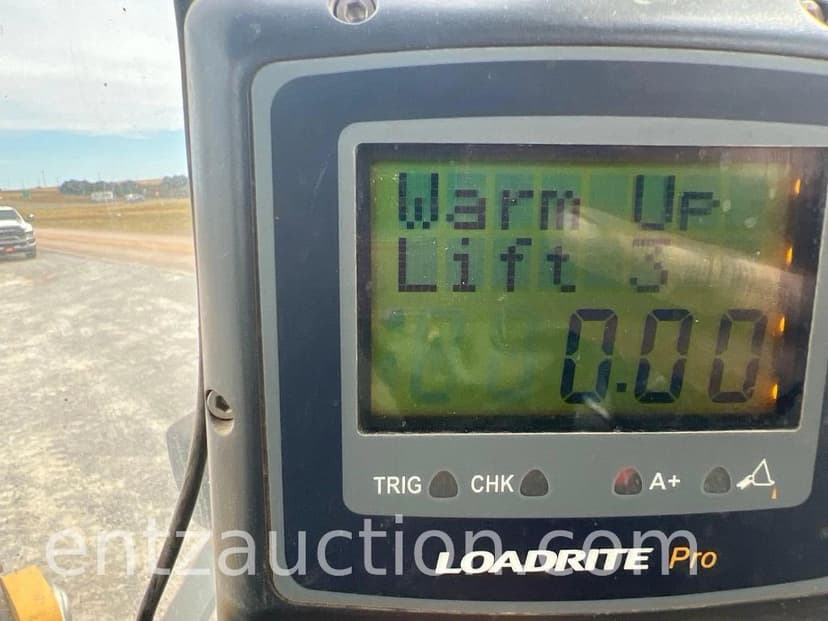 Warm Up
Lift 3
0.00
TRIG CHK A+
LOADRITE Pro
entzauction.com